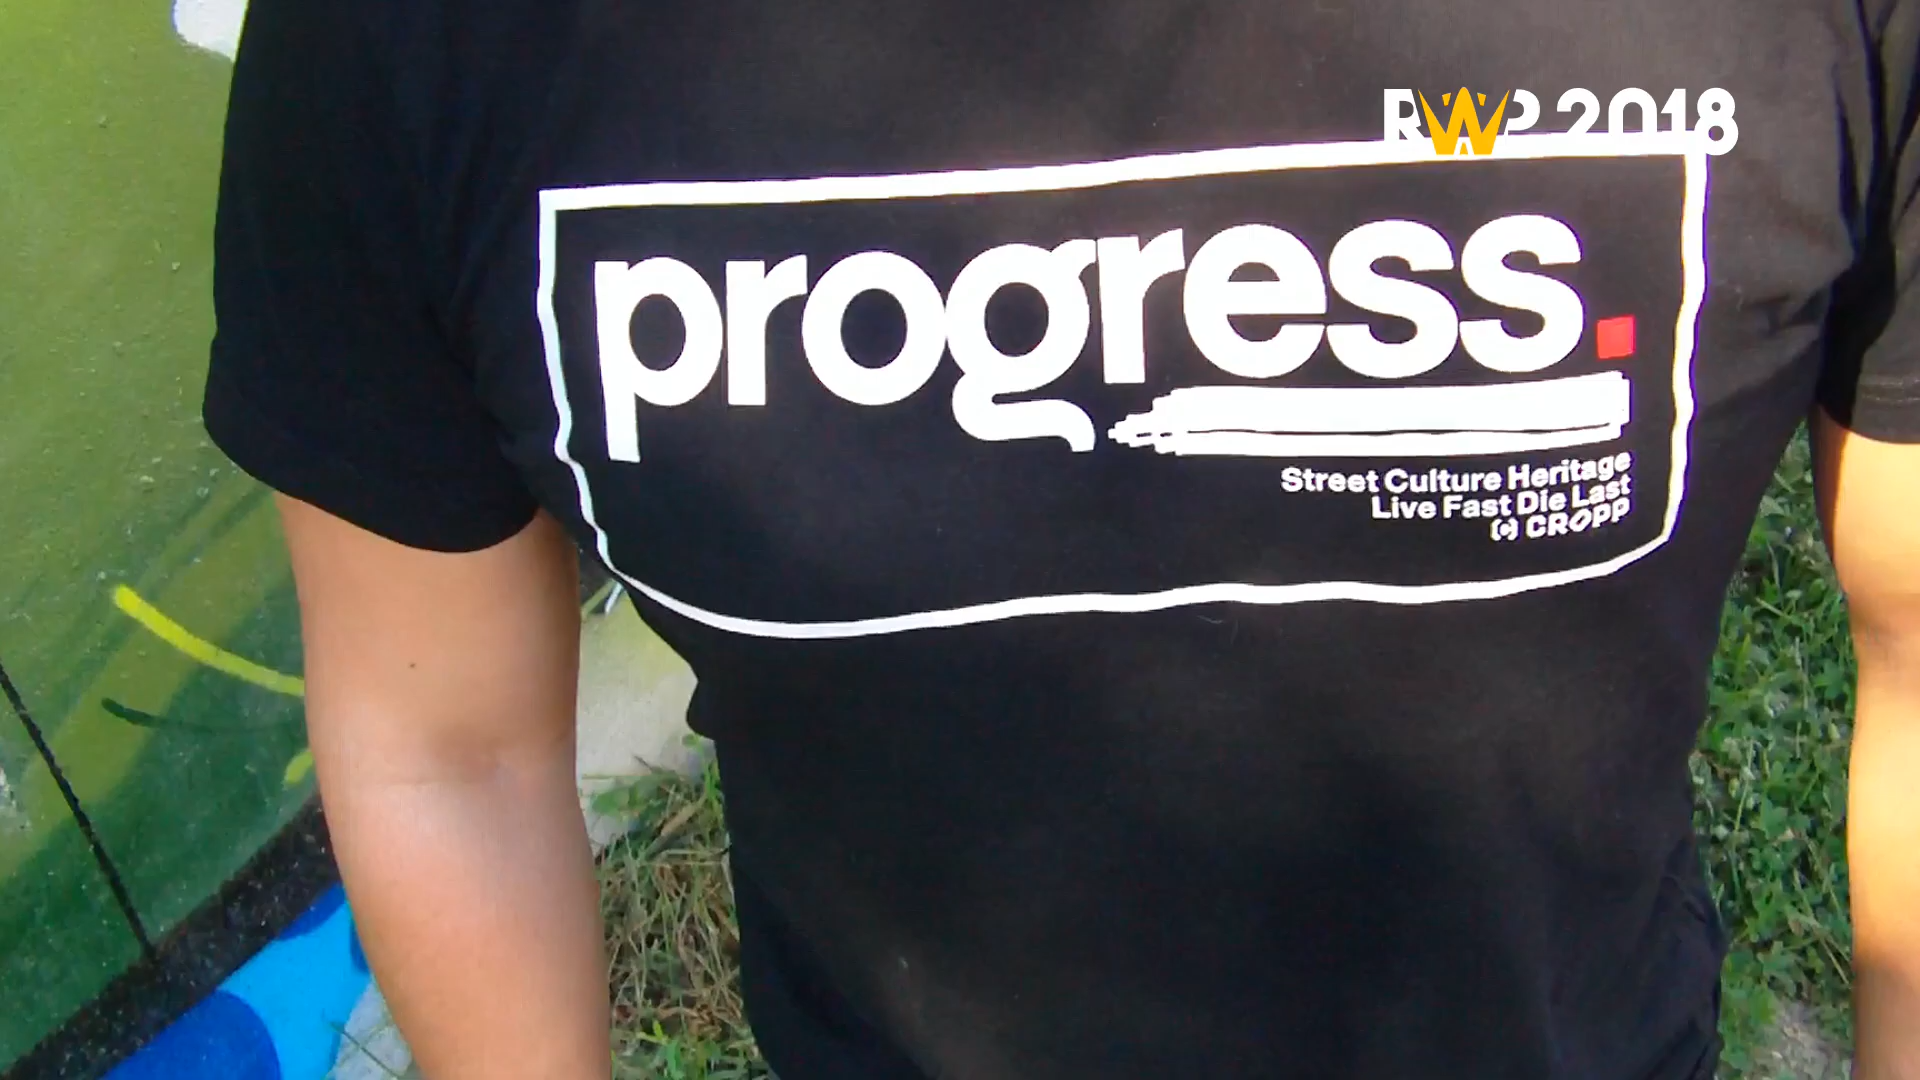 RWP 2018
progress.
Street Culture Heritage
Live Fast Die Last
(c) CROPP